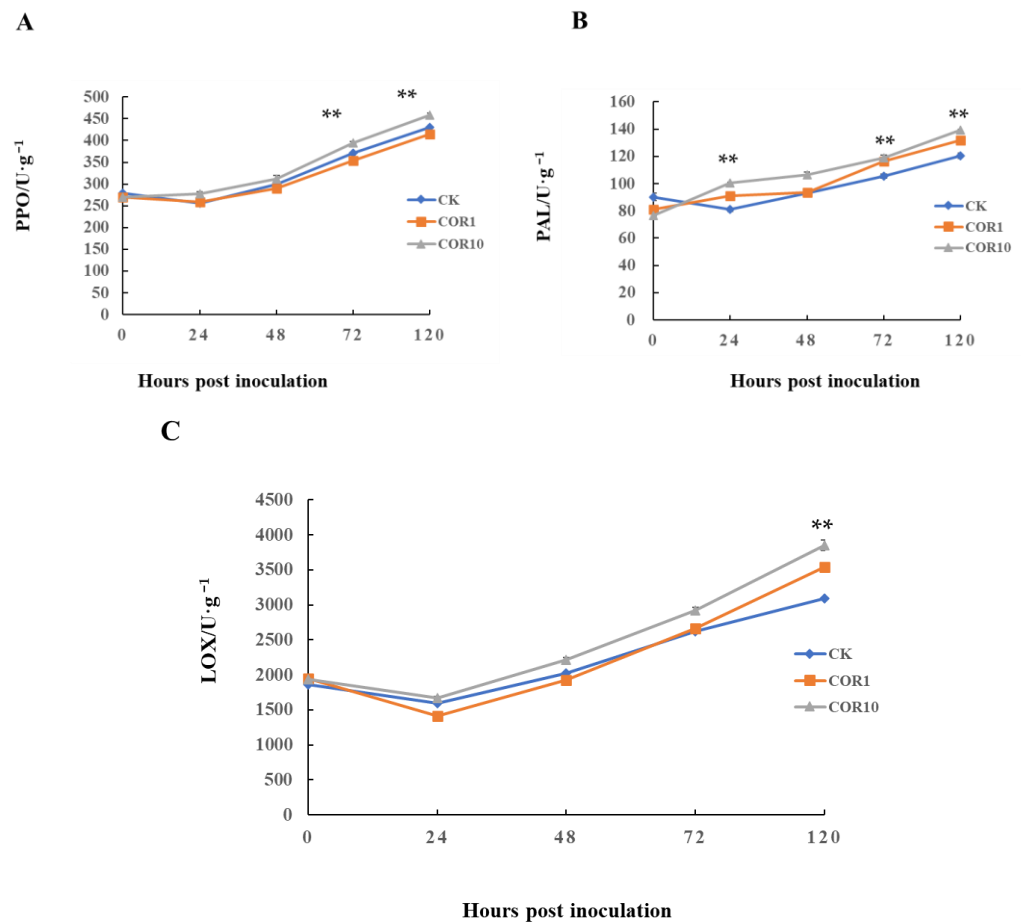 A
B
PPO/U·g⁻¹
500
450
400
350
300
250
200
150
100
50
0
** **
CK
COR1
COR10
0 24 48 72 120
Hours post inoculation
PAL/U·g⁻¹
160
140
120
100
80
60
40
20
0
** ** **
CK
COR1
COR10
0 24 48 72 120
Hours post inoculation
C
LOX/U·g⁻¹
4500
4000
3500
3000
2500
2000
1500
1000
500
0
**
CK
COR1
COR10
0 24 48 72 120
Hours post inoculation